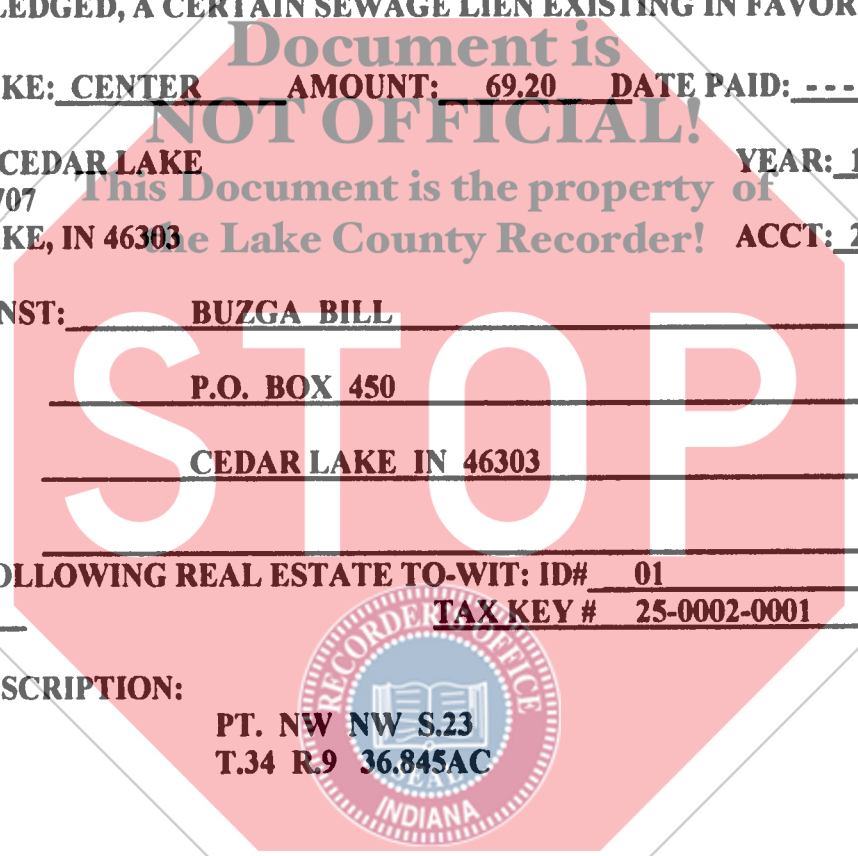 LEDGED, A CERTAIN SEWAGE LIEN EXISTING IN FAVOR
Document is
KE: CENTER AMOUNT: 69.20 DATE PAID: ----
NOT OFFICIAL!
CEDAR LAKE YEAR: 1
This Document is the property of
707
KE, IN 46303 ACCT: 2
the Lake County Recorder!
NST: BUZGA BILL
STOP
P.O. BOX 450
CEDAR LAKE IN 46303
OLLOWING REAL ESTATE TO-WIT: ID# 01
TAX KEY # 25-0002-0001
SCRIPTION:
PT. NW NW S.23
T.34 R.9 36.845AC
RECORDER'S OFFICE
SEAL
INDIANA